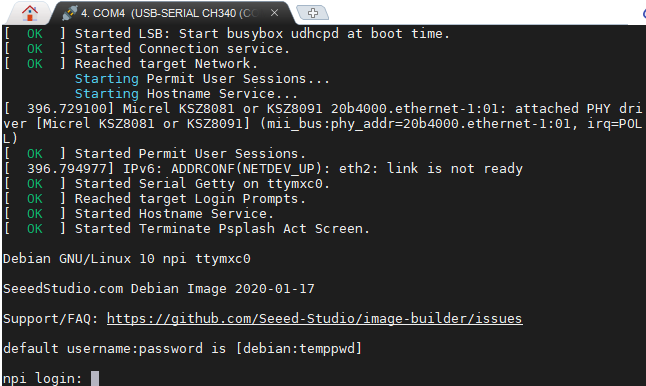 4. COM4 (USB-SERIAL CH340 (CO
[  OK  ] Started LSB: Start busybox udhcpd at boot time.
[  OK  ] Started Connection service.
[  OK  ] Reached target Network.
         Starting Permit User Sessions...
         Starting Hostname Service...
[  396.729100] Micrel KSZ8081 or KSZ8091 20b4000.ethernet-1:01: attached PHY dri
ver [Micrel KSZ8081 or KSZ8091] (mii_bus:phy_addr=20b4000.ethernet-1:01, irq=POL
L)
[  OK  ] Started Permit User Sessions.
[  396.794977] IPv6: ADDRCONF(NETDEV_UP): eth2: link is not ready
[  OK  ] Started Serial Getty on ttymxc0.
[  OK  ] Reached target Login Prompts.
[  OK  ] Started Hostname Service.
[  OK  ] Started Terminate Psplash Act Screen.
Debian GNU/Linux 10 npi ttymxc0
SeeedStudio.com Debian Image 2020-01-17
Support/FAQ: https://github.com/Seeed-Studio/image-builder/issues
default username:password is [debian:temppwd]
npi login: